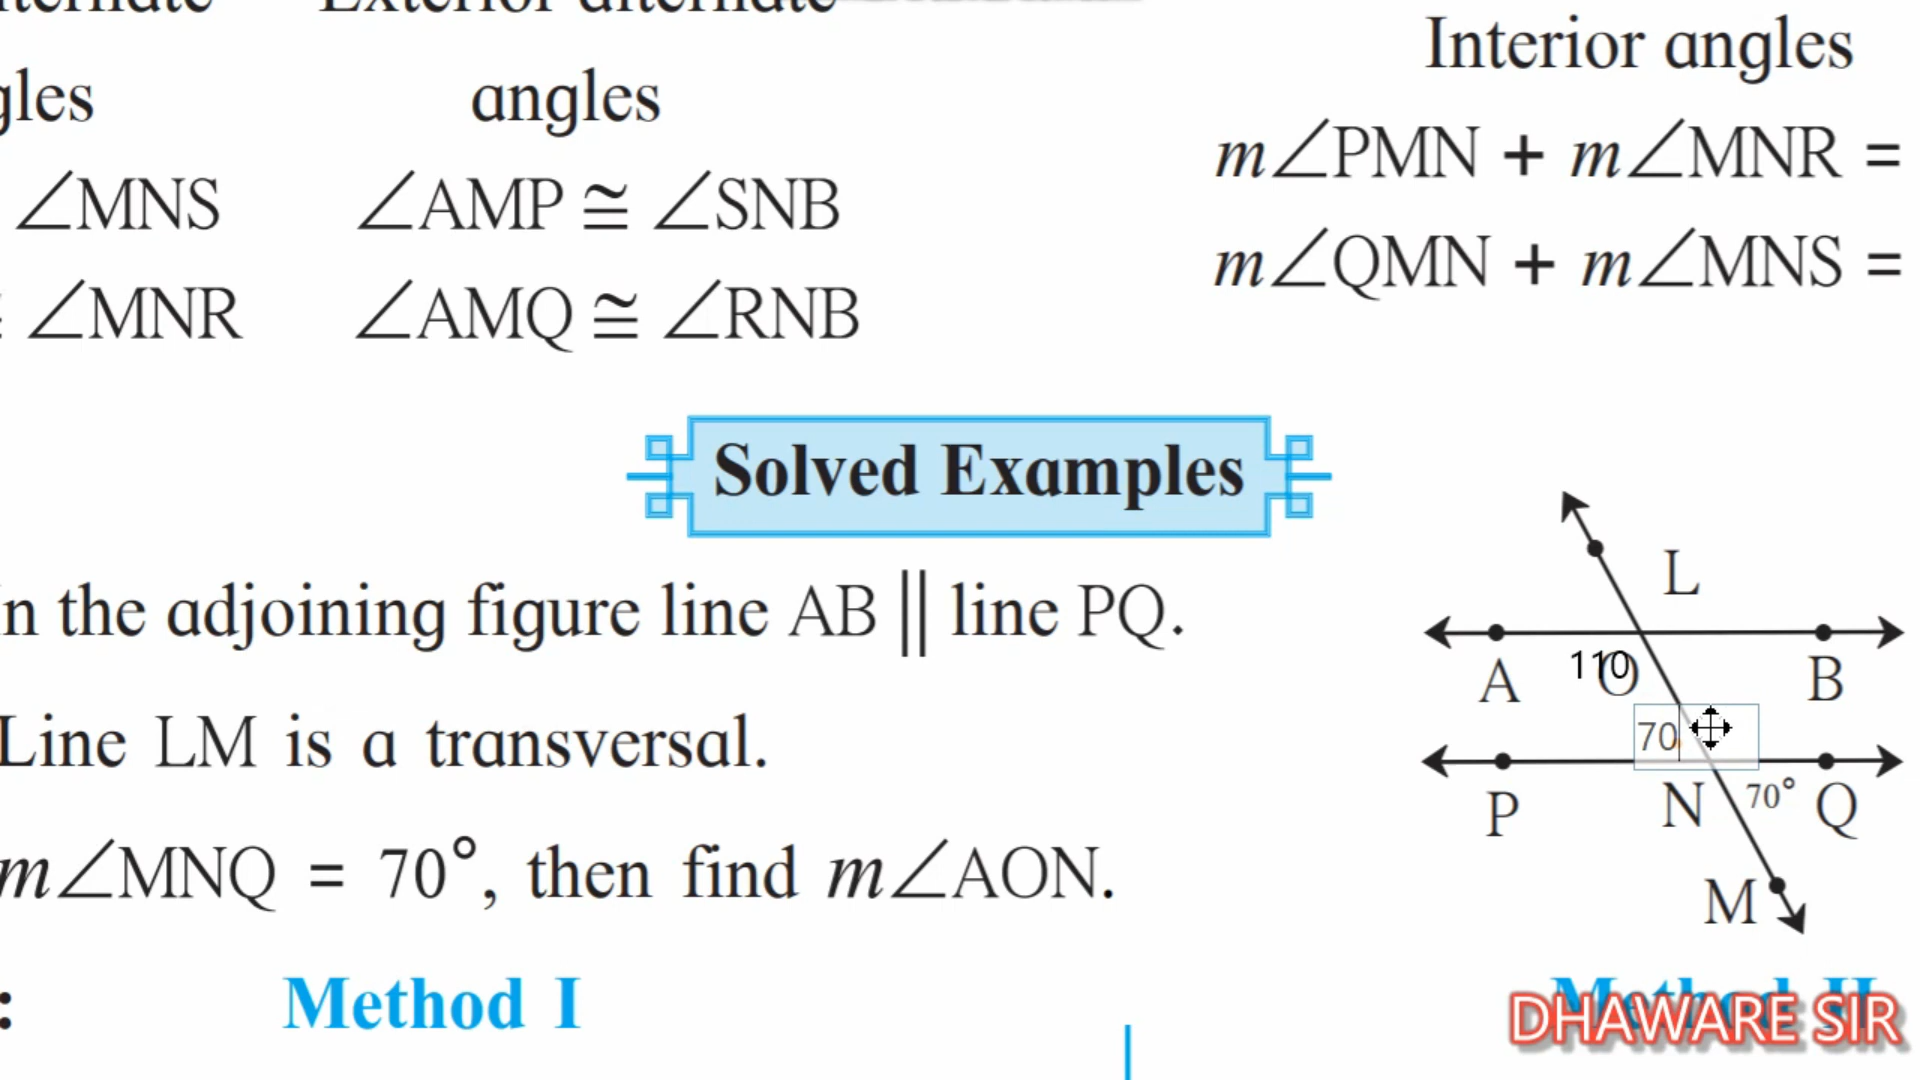 Exterior alternate
Interior angles
gles
angles
m∠PMN + m∠MNR =
∠MNS
∠AMP ≅ ∠SNB
m∠QMN + m∠MNS =
≅ ∠MNR
∠AMQ ≅ ∠RNB
Solved Examples
L
n the adjoining figure line AB || line PQ.
A
110
O
B
Line LM is a transversal.
70
P
N
70°
Q
m∠MNQ = 70°, then find m∠AON.
M
:
Method I
Method II
DHAWARE SIR